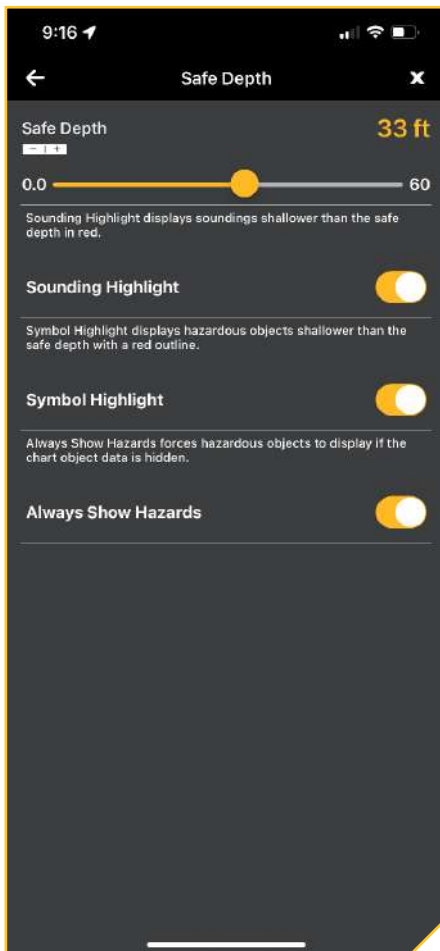 9:16
Safe Depth
Safe Depth
33 ft
- | +
0.0
60
Sounding Highlight displays soundings shallower than the safe
depth in red.
Sounding Highlight
Symbol Highlight displays hazardous objects shallower than the
safe depth with a red outline.
Symbol Highlight
Always Show Hazards forces hazardous objects to display if the
chart object data is hidden.
Always Show Hazards